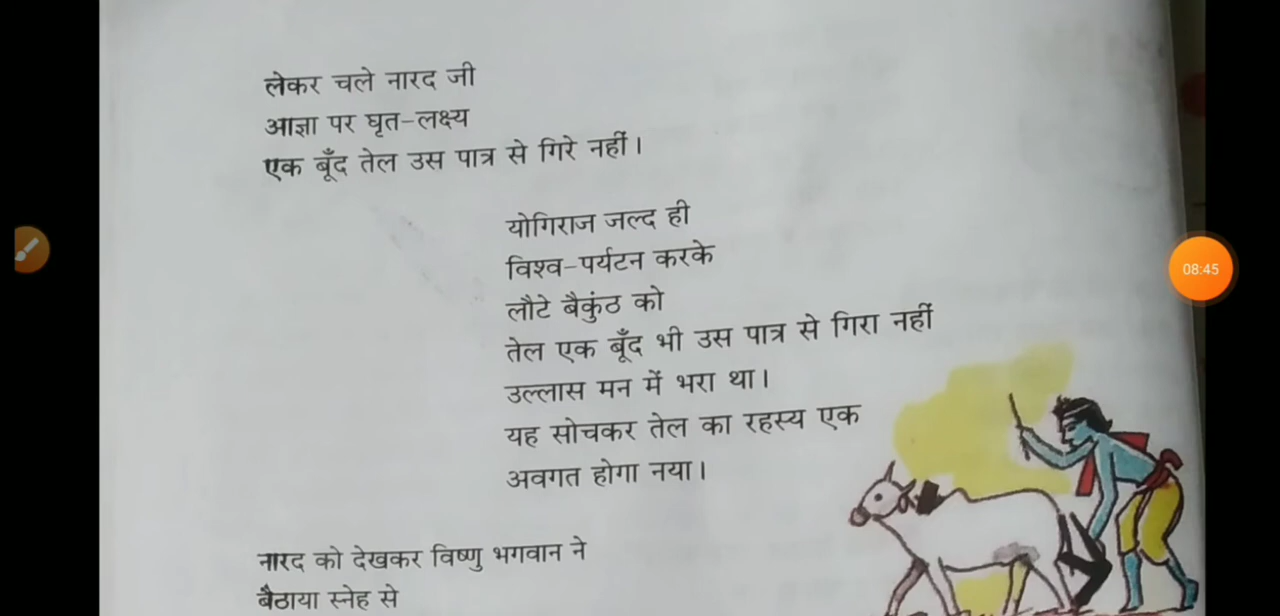 लेकर चले नारद जी
आज्ञा पर घृत-लक्ष्य
एक बूँद तेल उस पात्र से गिरे नहीं।
योगिराज जल्द ही
विश्व-पर्यटन करके
लौटे बैकुंठ को
तेल एक बूँद भी उस पात्र से गिरा नहीं
उल्लास मन में भरा था।
यह सोचकर तेल का रहस्य एक
अवगत होगा नया।
नारद को देखकर विष्णु भगवान ने
बैठाया स्नेह से
08:45